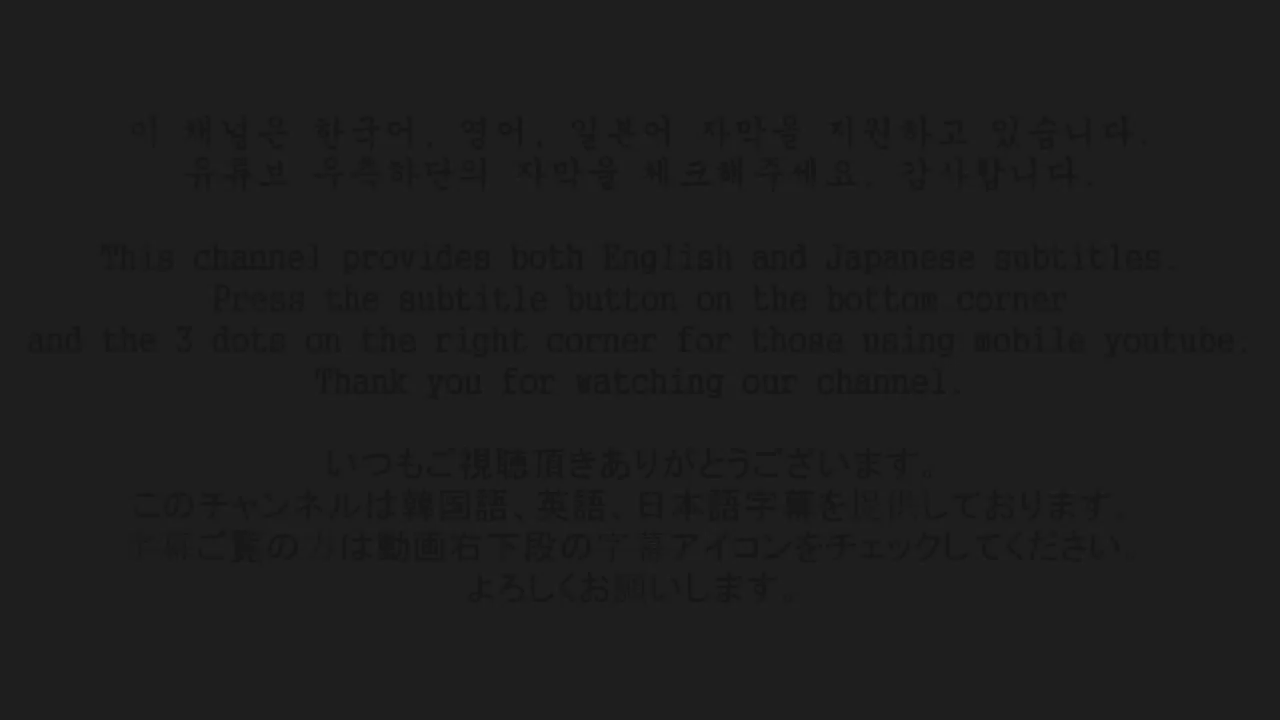 이 채널은 한국어, 영어, 일본어 자막을 지원하고 있습니다.
유튜브 우측하단의 자막을 체크해주세요. 감사합니다.
This channel provides both English and Japanese subtitles.
Press the subtitle button on the bottom corner
and the 3 dots on the right corner for those using mobile youtube.
Thank you for watching our channel.
いつもご視聴頂きありがとうございます。
このチャンネルは韓国語、英語、日本語字幕を提供しております。
ご覧の方は動画右下段の字幕アイコンをチェックしてください。
よろしくお願いします。